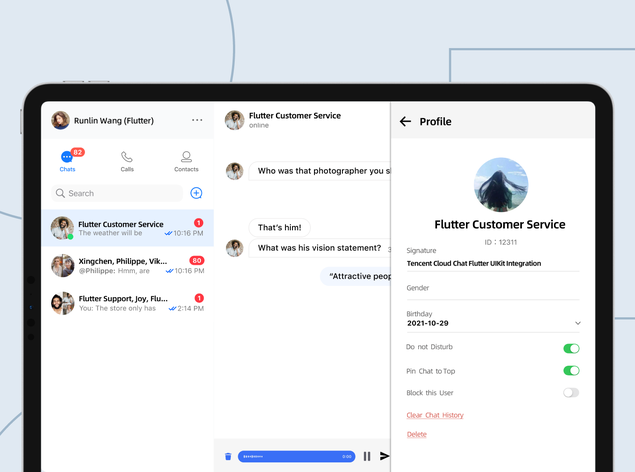 Runlin Wang (Flutter)
82
Chats
Calls
Contacts
Search
Flutter Customer Service
1
The weather will be
10:16 PM
Xingchen, Philippe, Vik...
80
@Philippe: Hmm, are
10:16 PM
Flutter Support, Joy, Flu...
1
You: The store only has
2:14 PM
Flutter Customer Service
online
Who was that photographer you s
That's him!
What was his vision statement?
3
"Attractive peop
0:00
Profile
Flutter Customer Service
ID : 12311
Signature
Tencent Cloud Chat Flutter UIKit Integration
Gender
Birthday
2021-10-29
Do not Disturb
Pin Chat to Top
Block this User
Clear Chat History
Delete